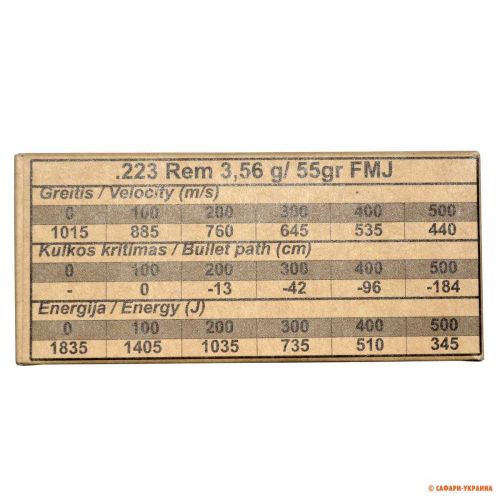 .223 Rem 3,56 g/ 55gr FMJ
Greitis / Velocity (m/s)
0 100 200 300 400 500
1015 885 760 645 535 440
Kulkos kritimas / Bullet path (cm)
0 100 200 300 400 500
- 0 -13 -42 -96 -184
Energija / Energy (J)
0 100 200 300 400 500
1835 1405 1035 735 510 345
САФАРИ-УКРАИНА